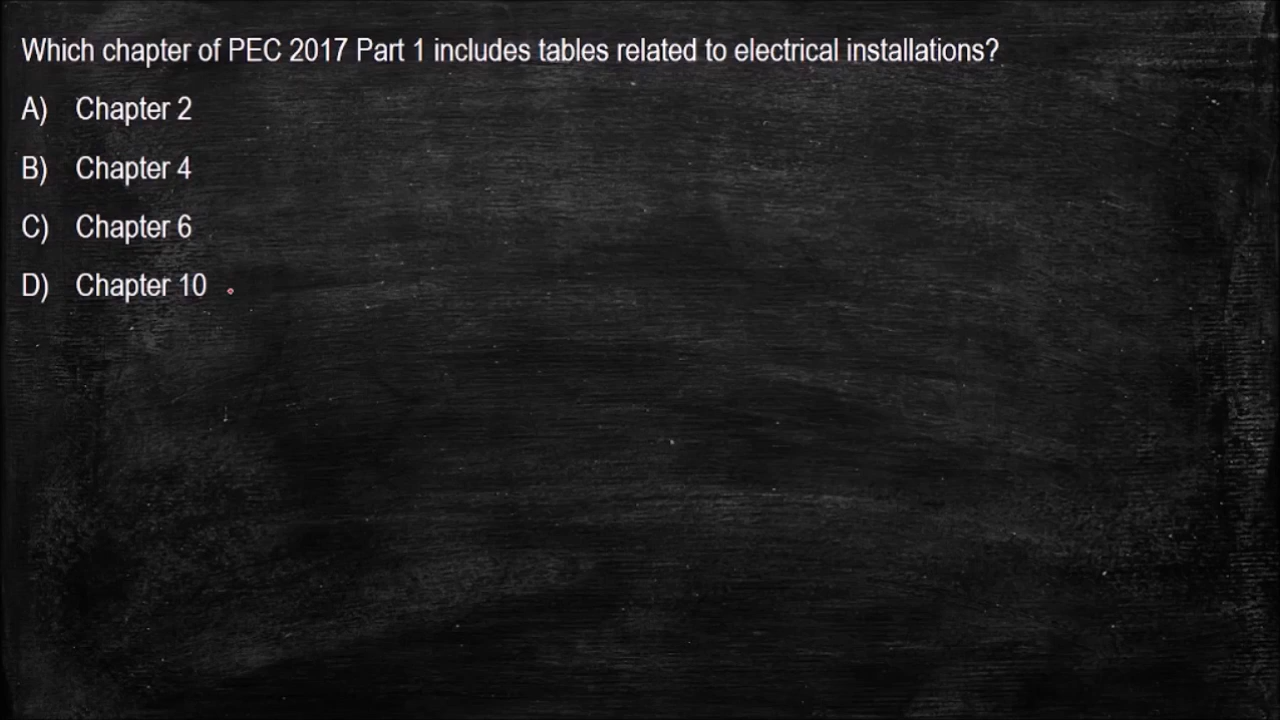 Which chapter of PEC 2017 Part 1 includes tables related to electrical installations?
A) Chapter 2
B) Chapter 4
C) Chapter 6
D) Chapter 10